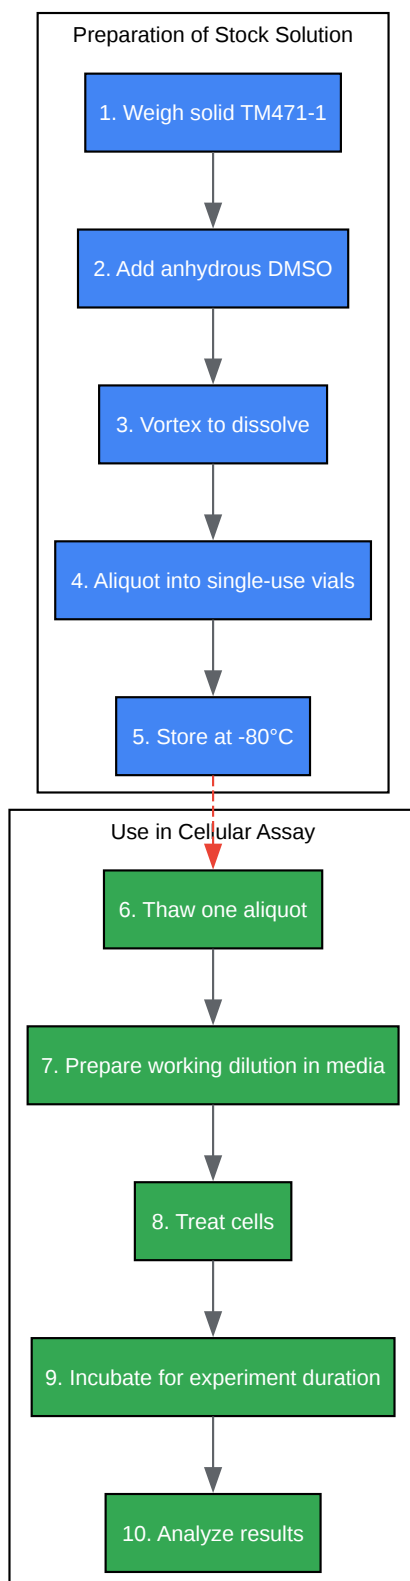 Preparation of Stock Solution
1. Weigh solid TM471-1
2. Add anhydrous DMSO
3. Vortex to dissolve
4. Aliquot into single-use vials
5. Store at -80°C
Use in Cellular Assay
6. Thaw one aliquot
7. Prepare working dilution in media
8. Treat cells
9. Incubate for experiment duration
10. Analyze results